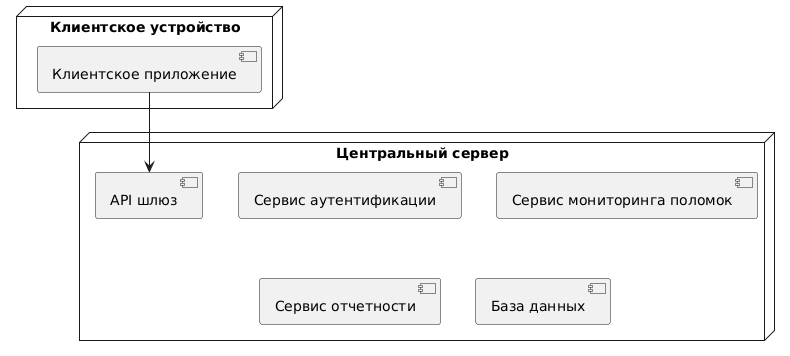 Клиентское устройство
Клиентское приложение
Центральный сервер
API шлюз
Сервис аутентификации
Сервис мониторинга поломок
Сервис отчетности
База данных